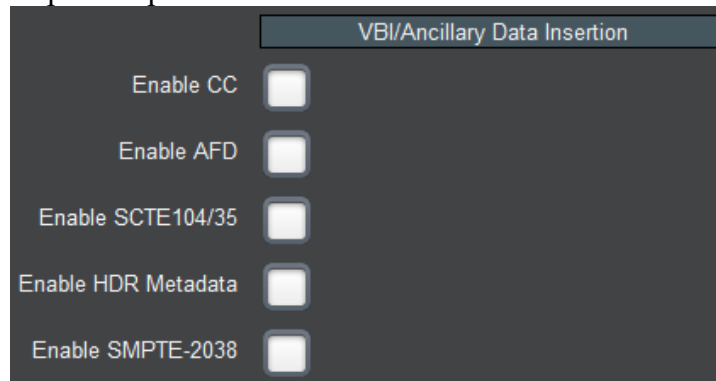 VBI/Ancillary Data Insertion
Enable CC
Enable AFD
Enable SCTE104/35
Enable HDR Metadata
Enable SMPTE-2038